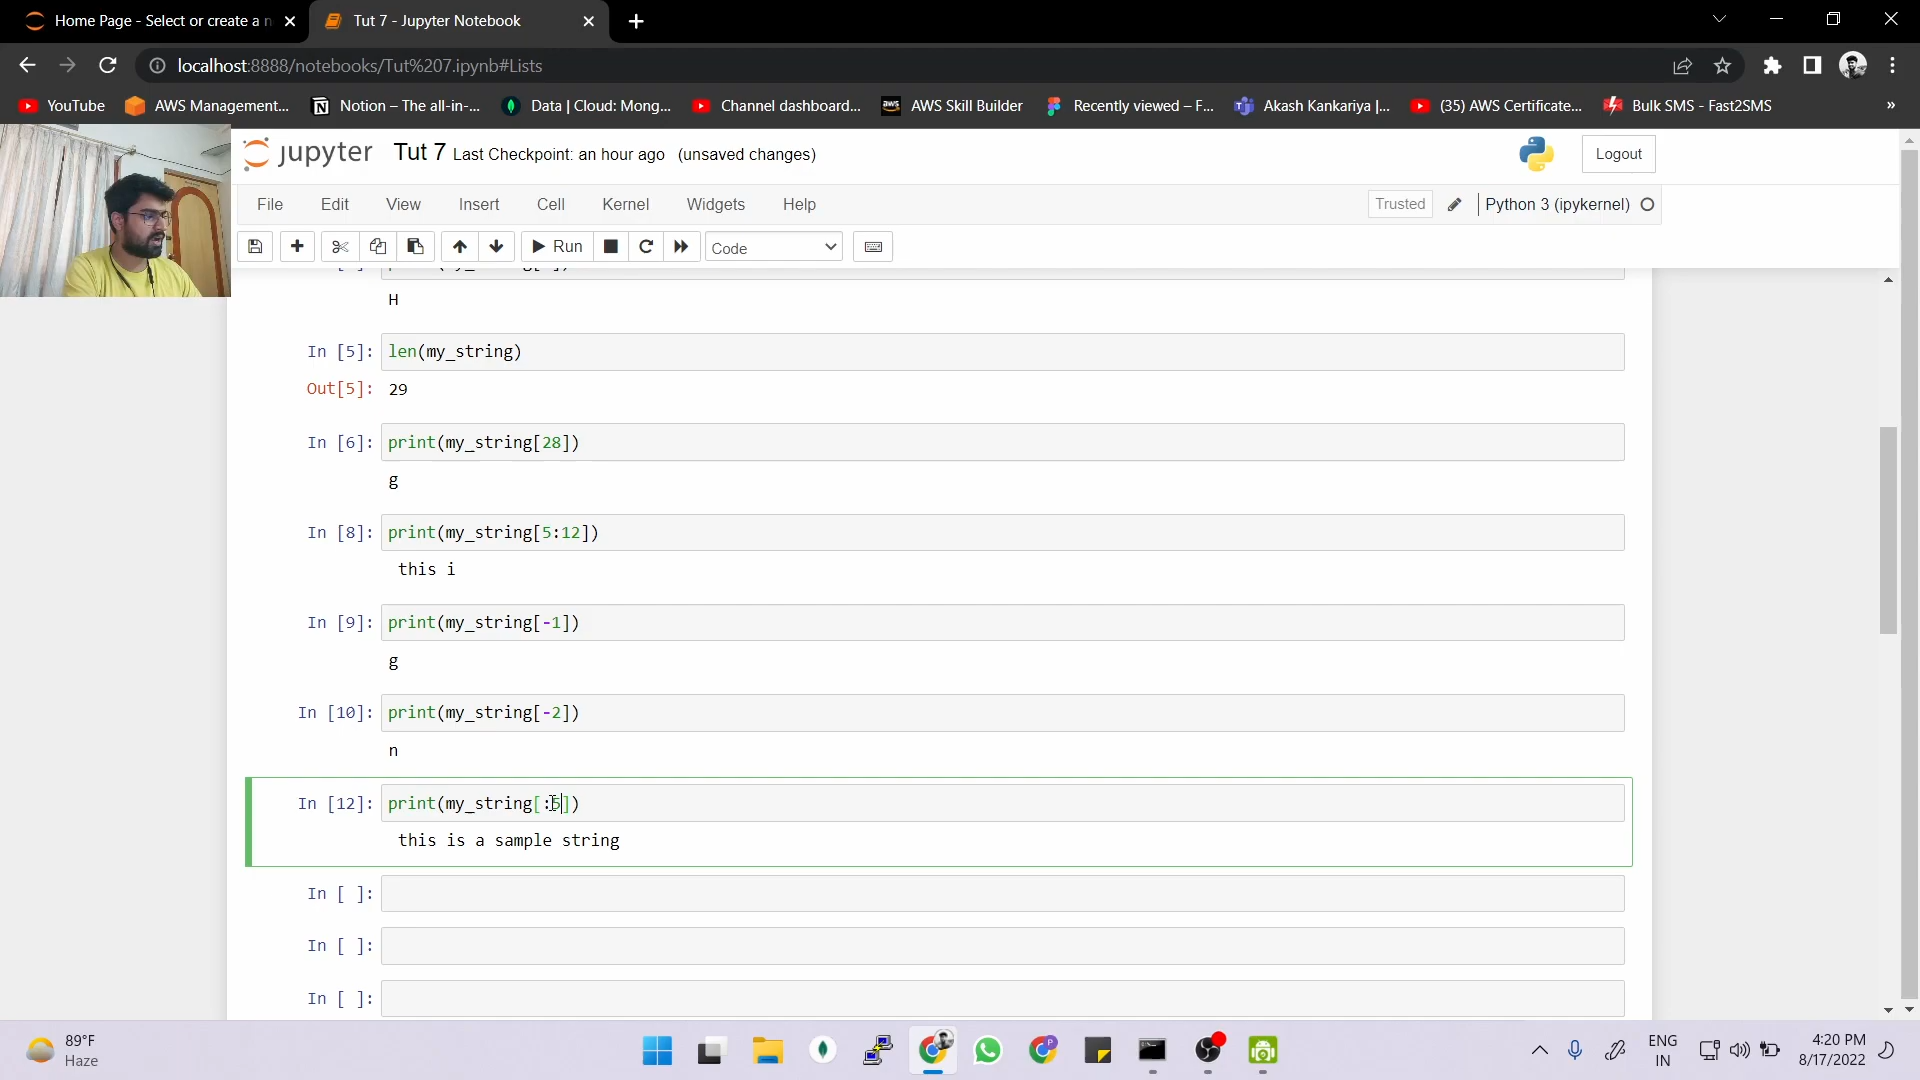 Home Page - Select or create a n
Tut 7 - Jupyter Notebook
localhost:8888/notebooks/Tut%207.ipynb#Lists
YouTube
AWS Management...
Notion – The all-in-...
Data | Cloud: Mong...
Channel dashboard...
AWS Skill Builder
Recently viewed – F...
Akash Kankariya |...
(35) AWS Certificate...
Bulk SMS - Fast2SMS
»
jupyter Tut 7 Last Checkpoint: an hour ago (unsaved changes)
Logout
File Edit View Insert Cell Kernel Widgets Help
Trusted
Python 3 (ipykernel)
Run
Code
H
In [5]: len(my_string)
Out[5]: 29
In [6]: print(my_string[28])
g
In [8]: print(my_string[5:12])
this i
In [9]: print(my_string[-1])
g
In [10]: print(my_string[-2])
n
In [12]: print(my_string[:5])
this is a sample string
In [ ]:
In [ ]:
In [ ]:
89°F
Haze
ENG
IN
4:20 PM
8/17/2022